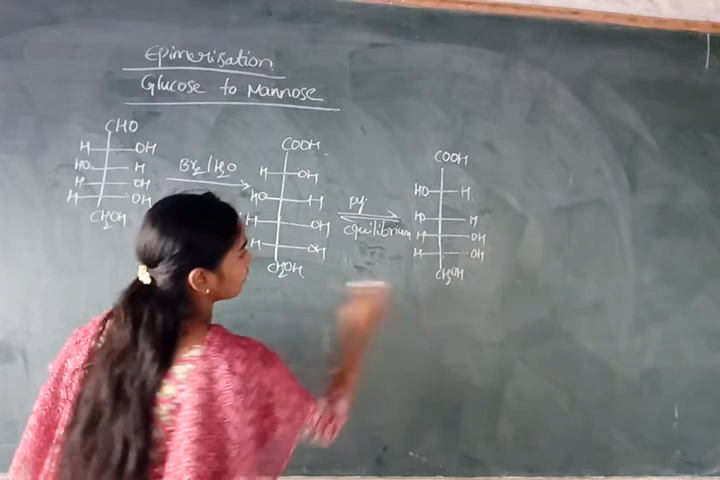 Epimerisation
Glucose to Mannose
CHO
H OH
HO H
H OH
H OH
CH2OH
Br2/H2O
COOH
H OH
HO H
H OH
H OH
CH2OH
Py
equilibrium
COOH
HO H
HO H
H OH
H OH
CH2OH